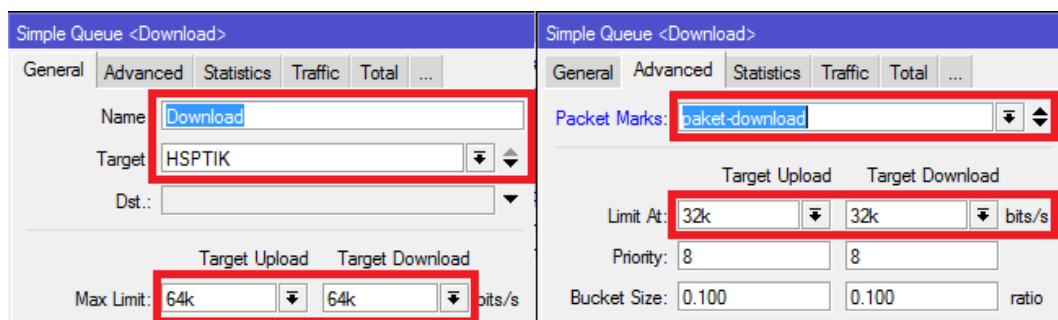 Simple Queue <Download>
General Advanced Statistics Traffic Total ...
Name Download
Target HSPTIK
Dst.:
Target Upload Target Download
Max Limit: 64k 64k bits/s
Simple Queue <Download>
General Advanced Statistics Traffic Total ...
Packet Marks: paket-download
Target Upload Target Download
Limit At: 32k 32k bits/s
Priority: 8 8
Bucket Size: 0.100 0.100 ratio